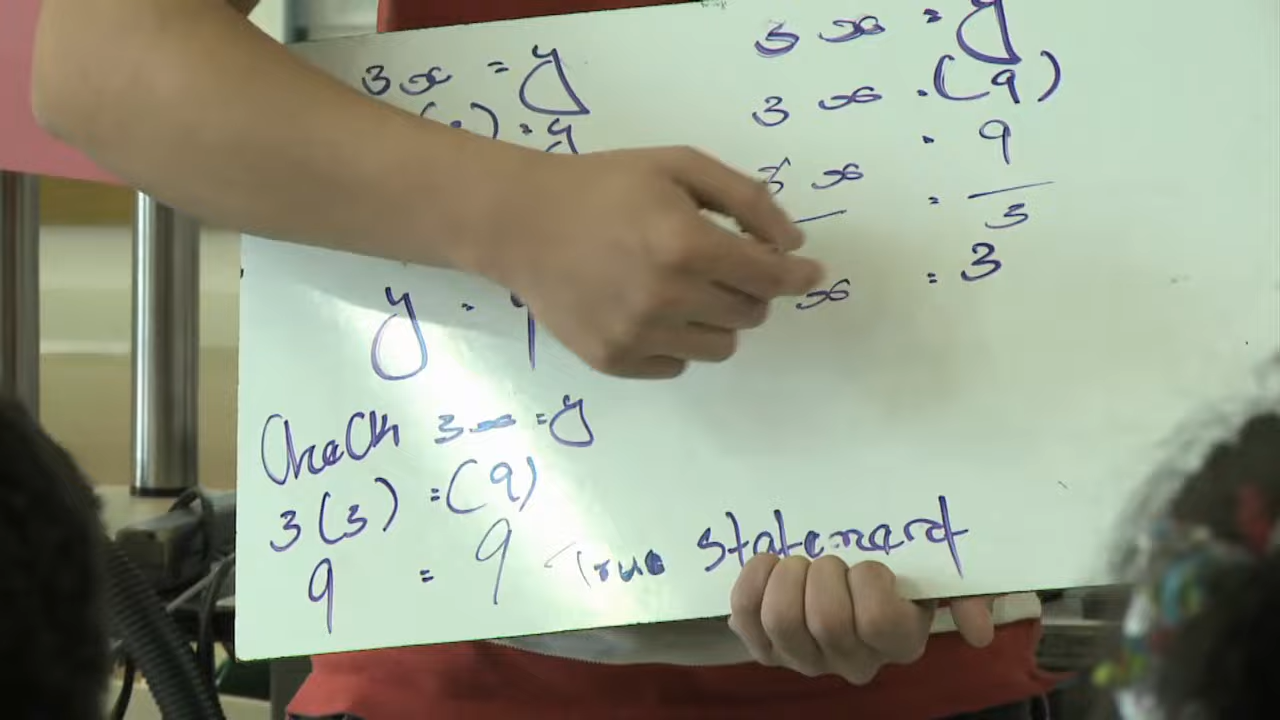 3x = y
y = 9
Check 3x = y
3(3) = (9)
9 = 9 True statement
3x = y
3x = (9)
= 9
3x
= 3
x = 3